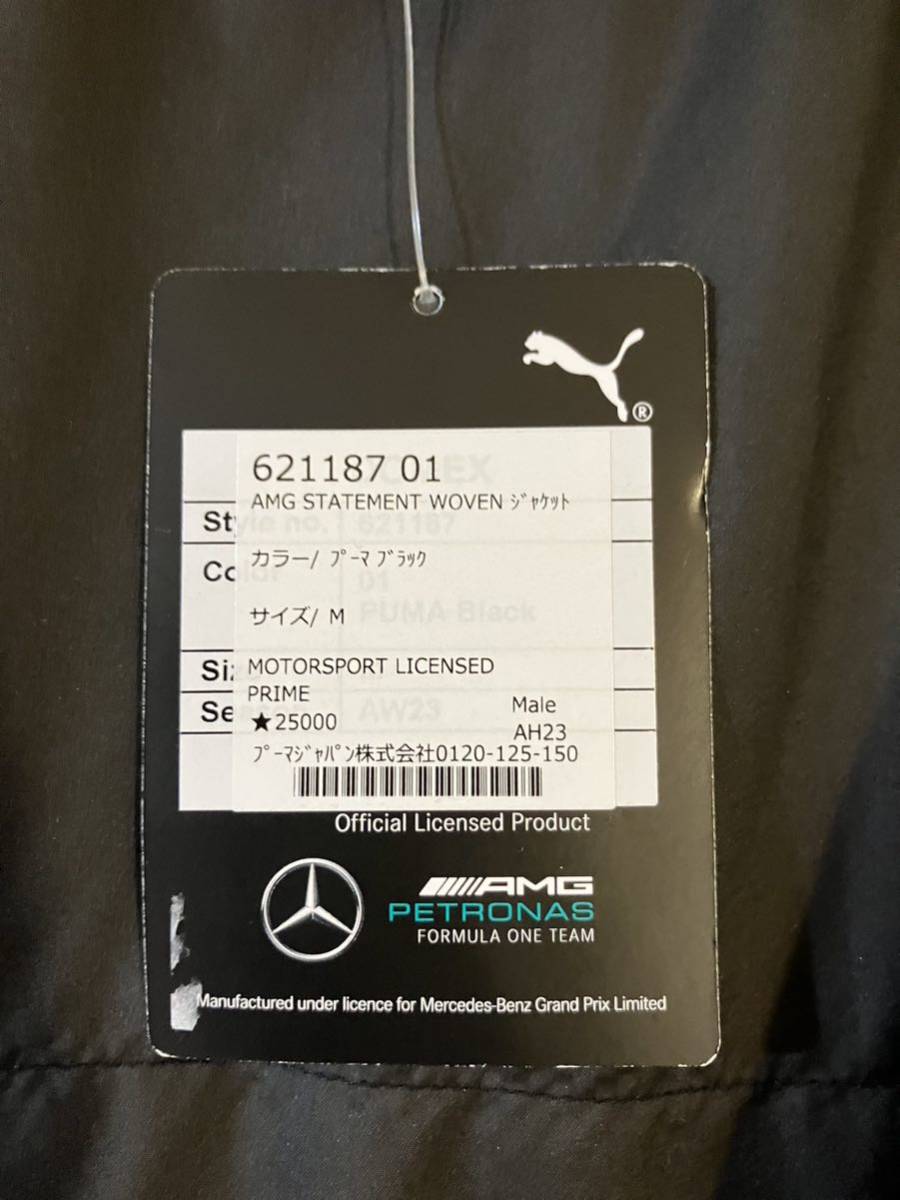 ®
621187 01
AMG STATEMENT WOVEN ｼﾞｬｹｯﾄ
Style no. 621187
カラー/ ﾌﾟｰﾏ ﾌﾞﾗｯｸ
Color 01
PUMA Black
サイズ/ M
MOTORSPORT LICENSED
PRIME
AW23
Male
★25000
AH23
ﾌﾟｰﾏｼﾞｬﾊﾟﾝ株式会社0120-125-150
Official Licensed Product
AMG
PETRONAS
FORMULA ONE TEAM
Manufactured under licence for Mercedes-Benz Grand Prix Limited